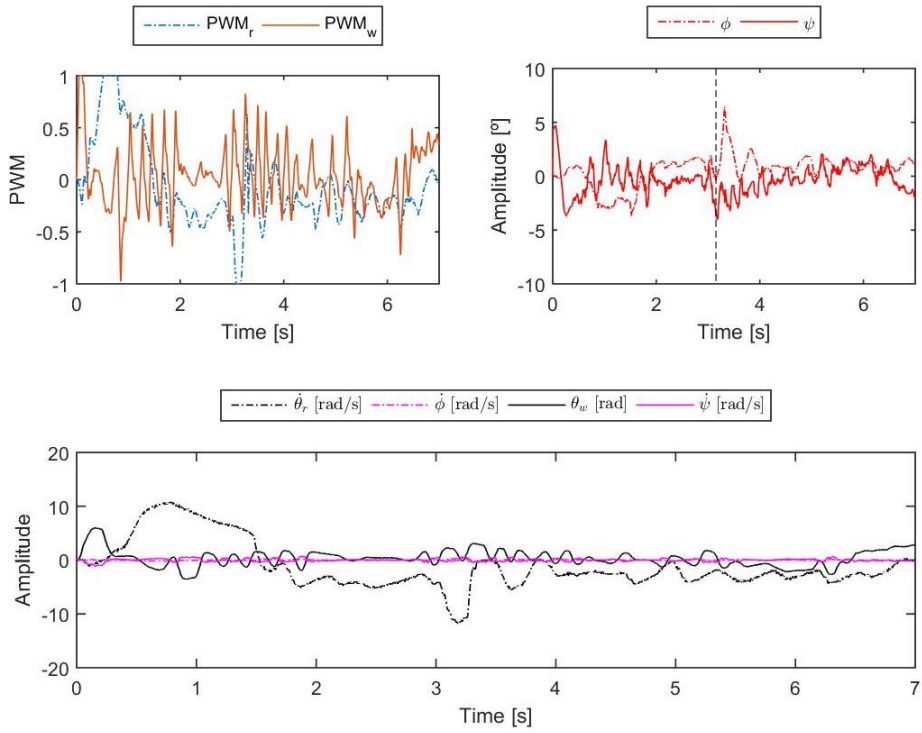 PWM_r PWM_w
1
0.5
0
-0.5
-1
PWM
0 2 4 6
Time [s]
ϕ ψ
10
5
0
-5
-10
Amplitude [º]
0 2 4 6
Time [s]
θ̇_r [rad/s] ϕ̇ [rad/s] θ_w [rad] ψ̇ [rad/s]
20
10
0
-10
-20
Amplitude
0 1 2 3 4 5 6 7
Time [s]